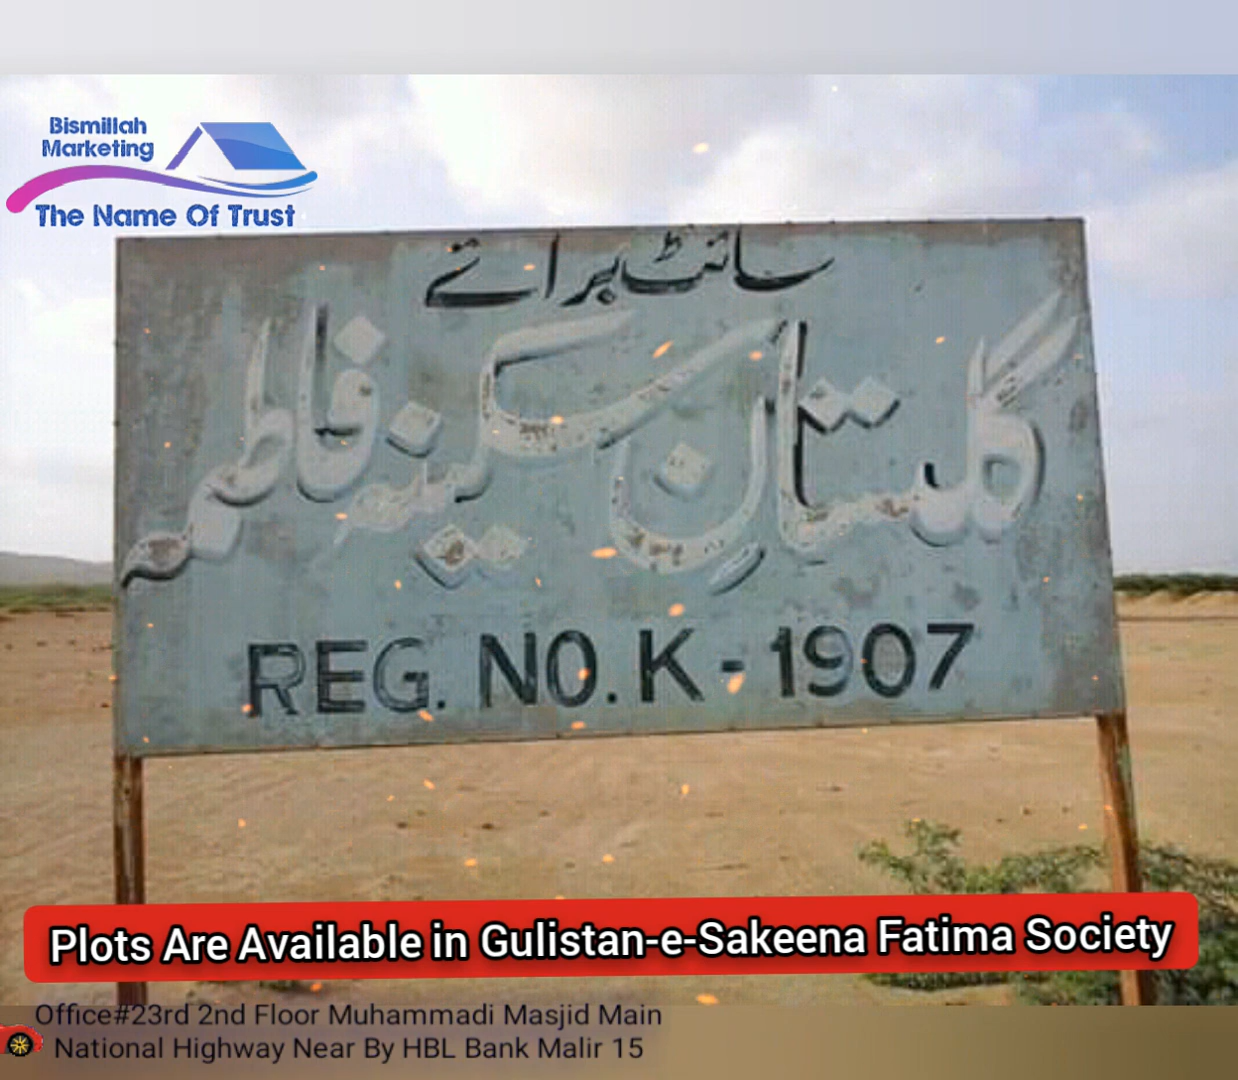 Bismillah
Marketing
The Name Of Trust
سائٹ برائے
گلستانِ سکینہ فاطمہ
REG. NO. K - 1907
Plots Are Available in Gulistan-e-Sakeena Fatima Society
Office#23rd 2nd Floor Muhammadi Masjid Main
National Highway Near By HBL Bank Malir 15